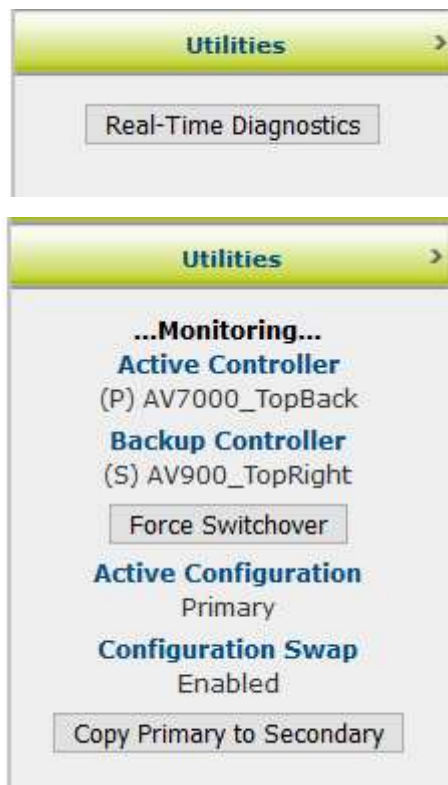 Utilities
Real-Time Diagnostics
Utilities
...Monitoring...
Active Controller
(P) AV7000_TopBack
Backup Controller
(S) AV900_TopRight
Force Switchover
Active Configuration
Primary
Configuration Swap
Enabled
Copy Primary to Secondary